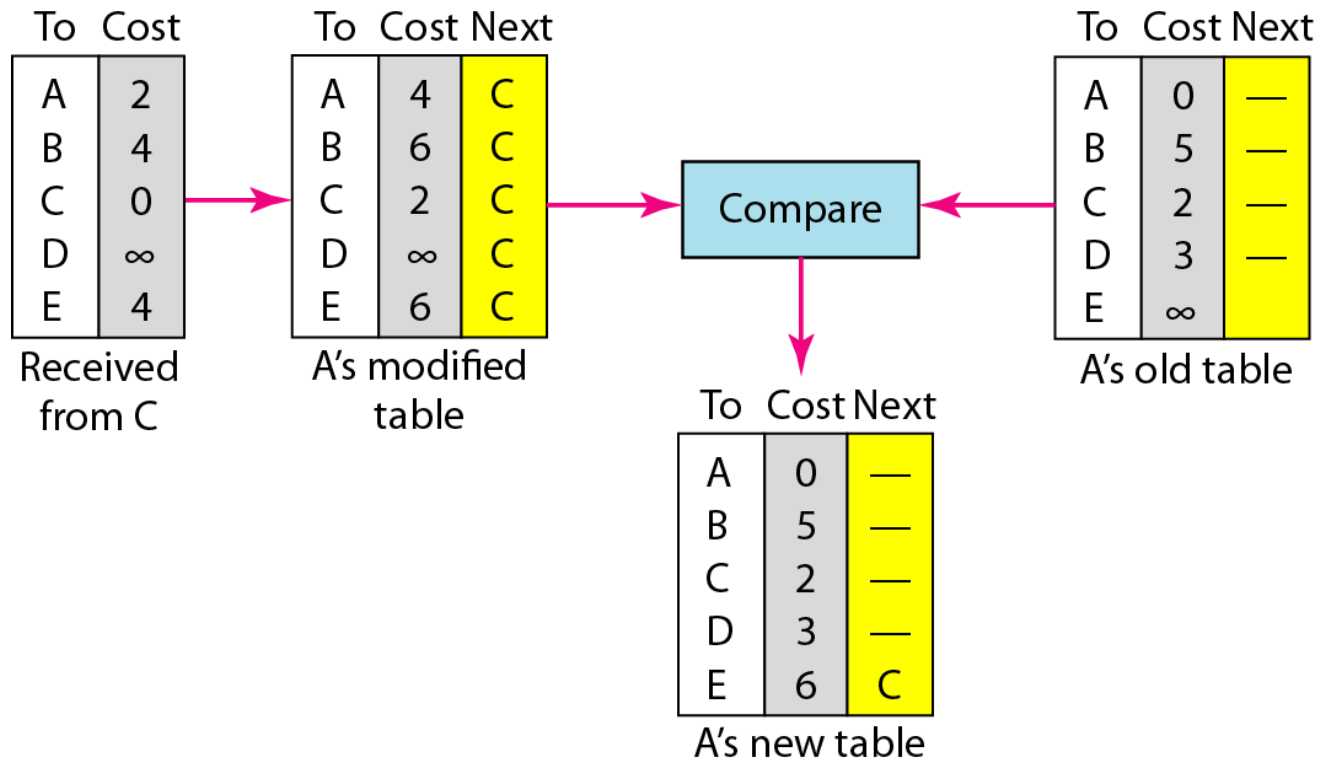 To Cost
A 2
B 4
C 0
D ∞
E 4
Received
from C
To Cost Next
A 4 C
B 6 C
C 2 C
D ∞ C
E 6 C
A's modified
table
Compare
To Cost Next
A 0 —
B 5 —
C 2 —
D 3 —
E ∞
A's old table
To Cost Next
A 0 —
B 5 —
C 2 —
D 3 —
E 6 C
A's new table